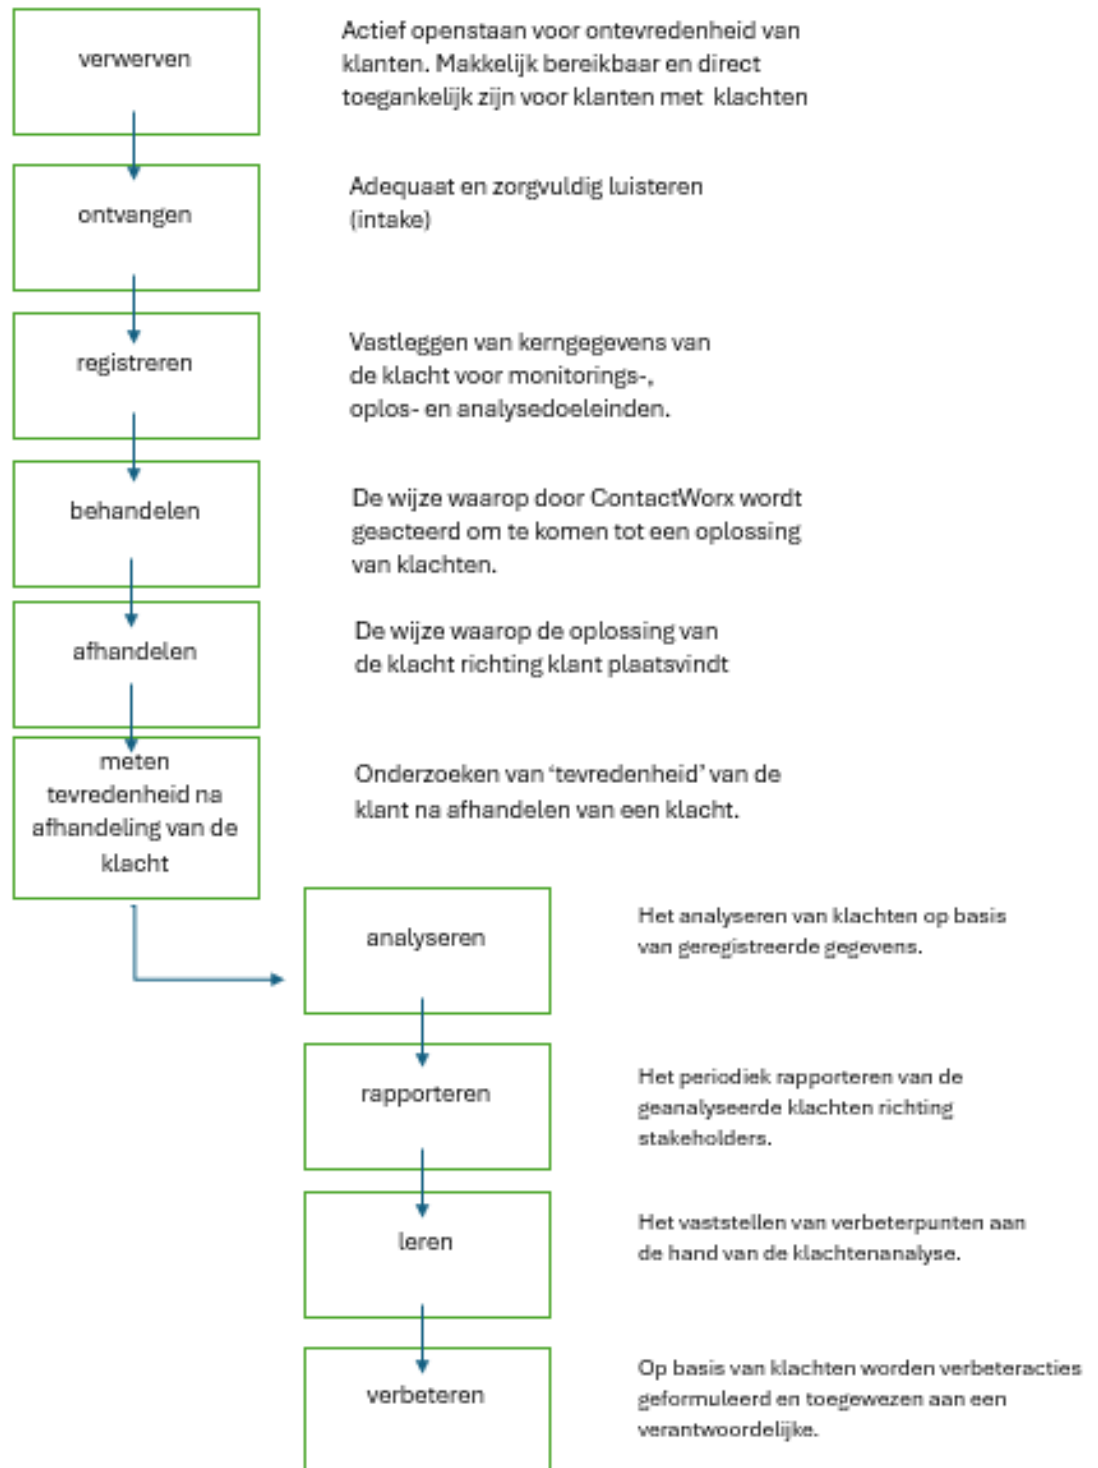 verwerven
Actief openstaan voor ontevredenheid van
klanten. Makkelijk bereikbaar en direct
toegankelijk zijn voor klanten met klachten
ontvangen
Adequaat en zorgvuldig luisteren
(intake)
registreren
Vastleggen van kerngegevens van
de klacht voor monitorings-,
oplos- en analysedoeleinden.
behandelen
De wijze waarop door ContactWorx wordt
geacteerd om te komen tot een oplossing
van klachten.
afhandelen
De wijze waarop de oplossing van
de klacht richting klant plaatsvindt
meten
tevredenheid na
afhandeling van de
klacht
Onderzoeken van ‘tevredenheid’ van de
klant na afhandelen van een klacht.
analyseren
Het analyseren van klachten op basis
van geregistreerde gegevens.
rapporteren
Het periodiek rapporteren van de
geanalyseerde klachten richting
stakeholders.
leren
Het vaststellen van verbeterpunten aan
de hand van de klachtenanalyse.
verbeteren
Op basis van klachten worden verbeteracties
geformuleerd en toegewezen aan een
verantwoordelijke.